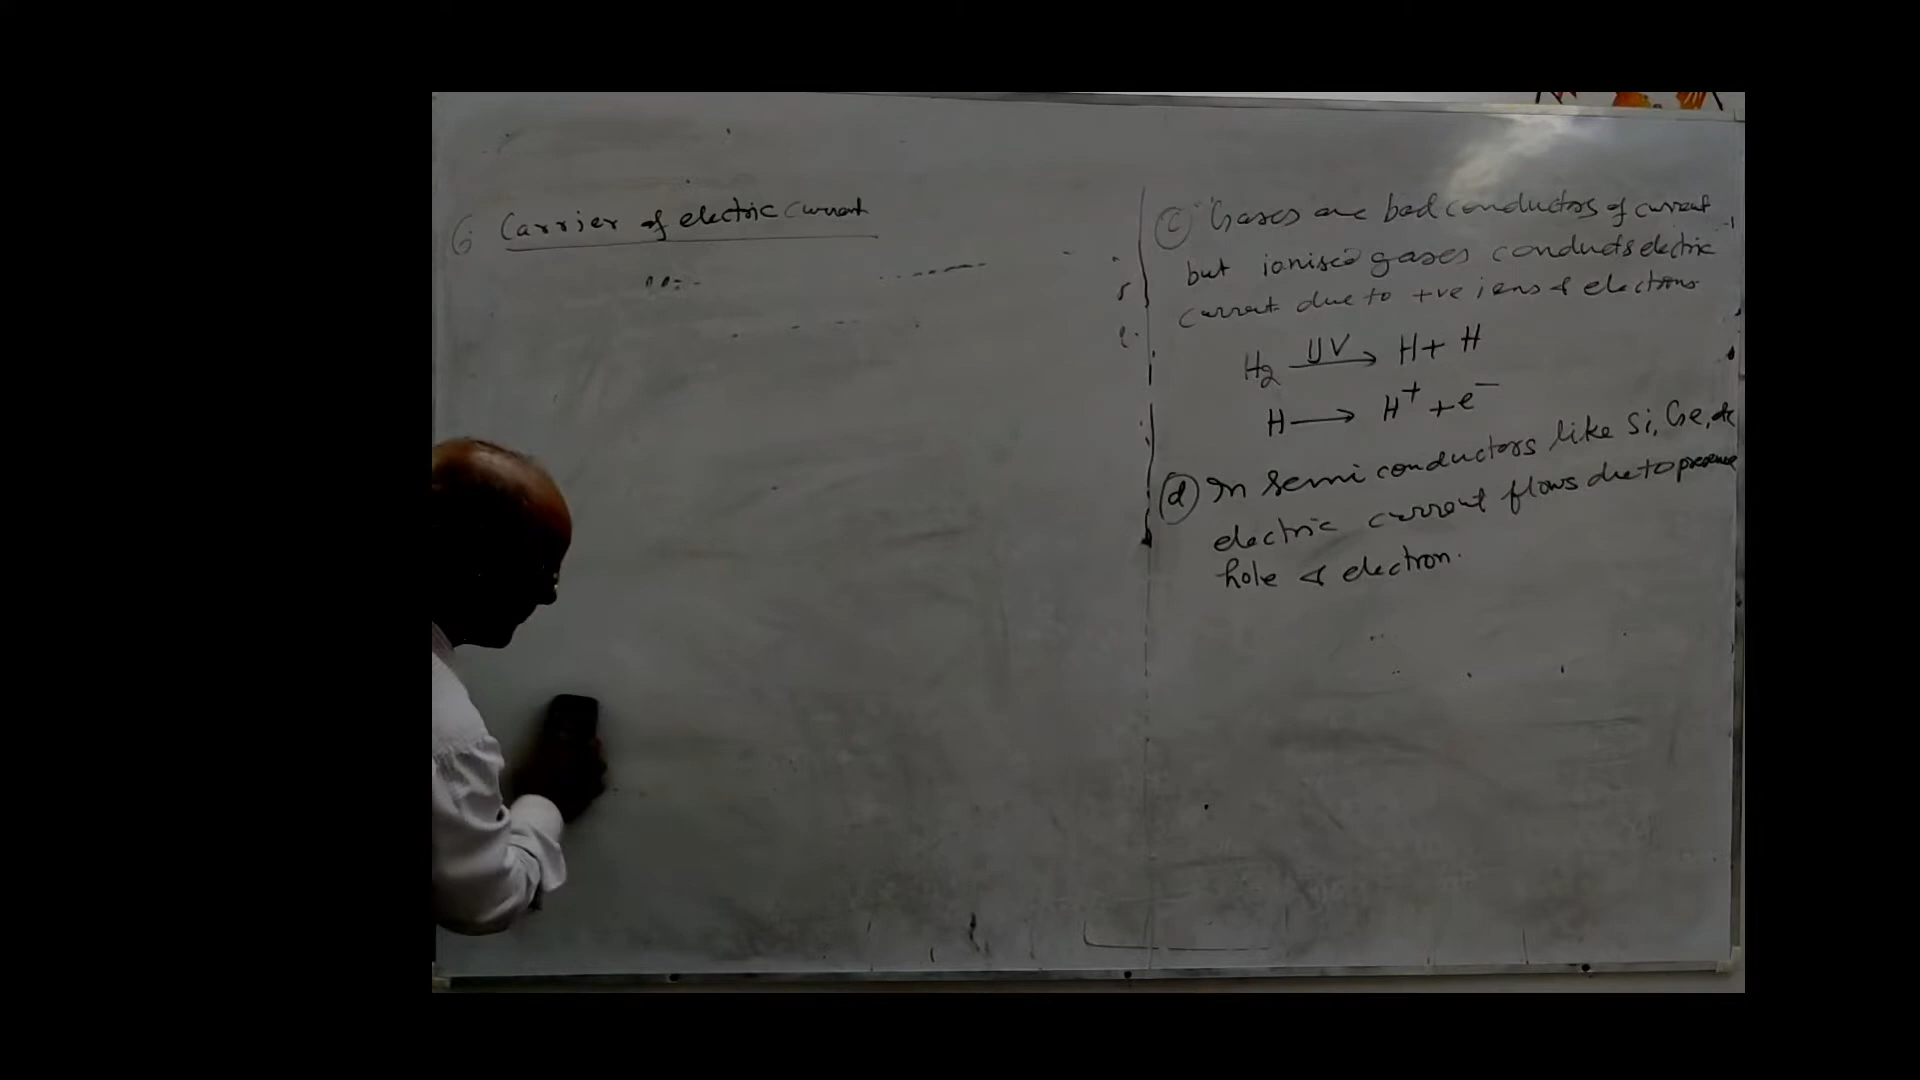 6. Carrier of electric current
(c) Gases are bad conductors of current
but ionised gases conducts electric
current due to +ve ions & electrons
H2 UV→ H + H
H → H+ + e-
(d) In semi conductors like Si, Ge, etc
electric current flows due to presence
hole & electron.